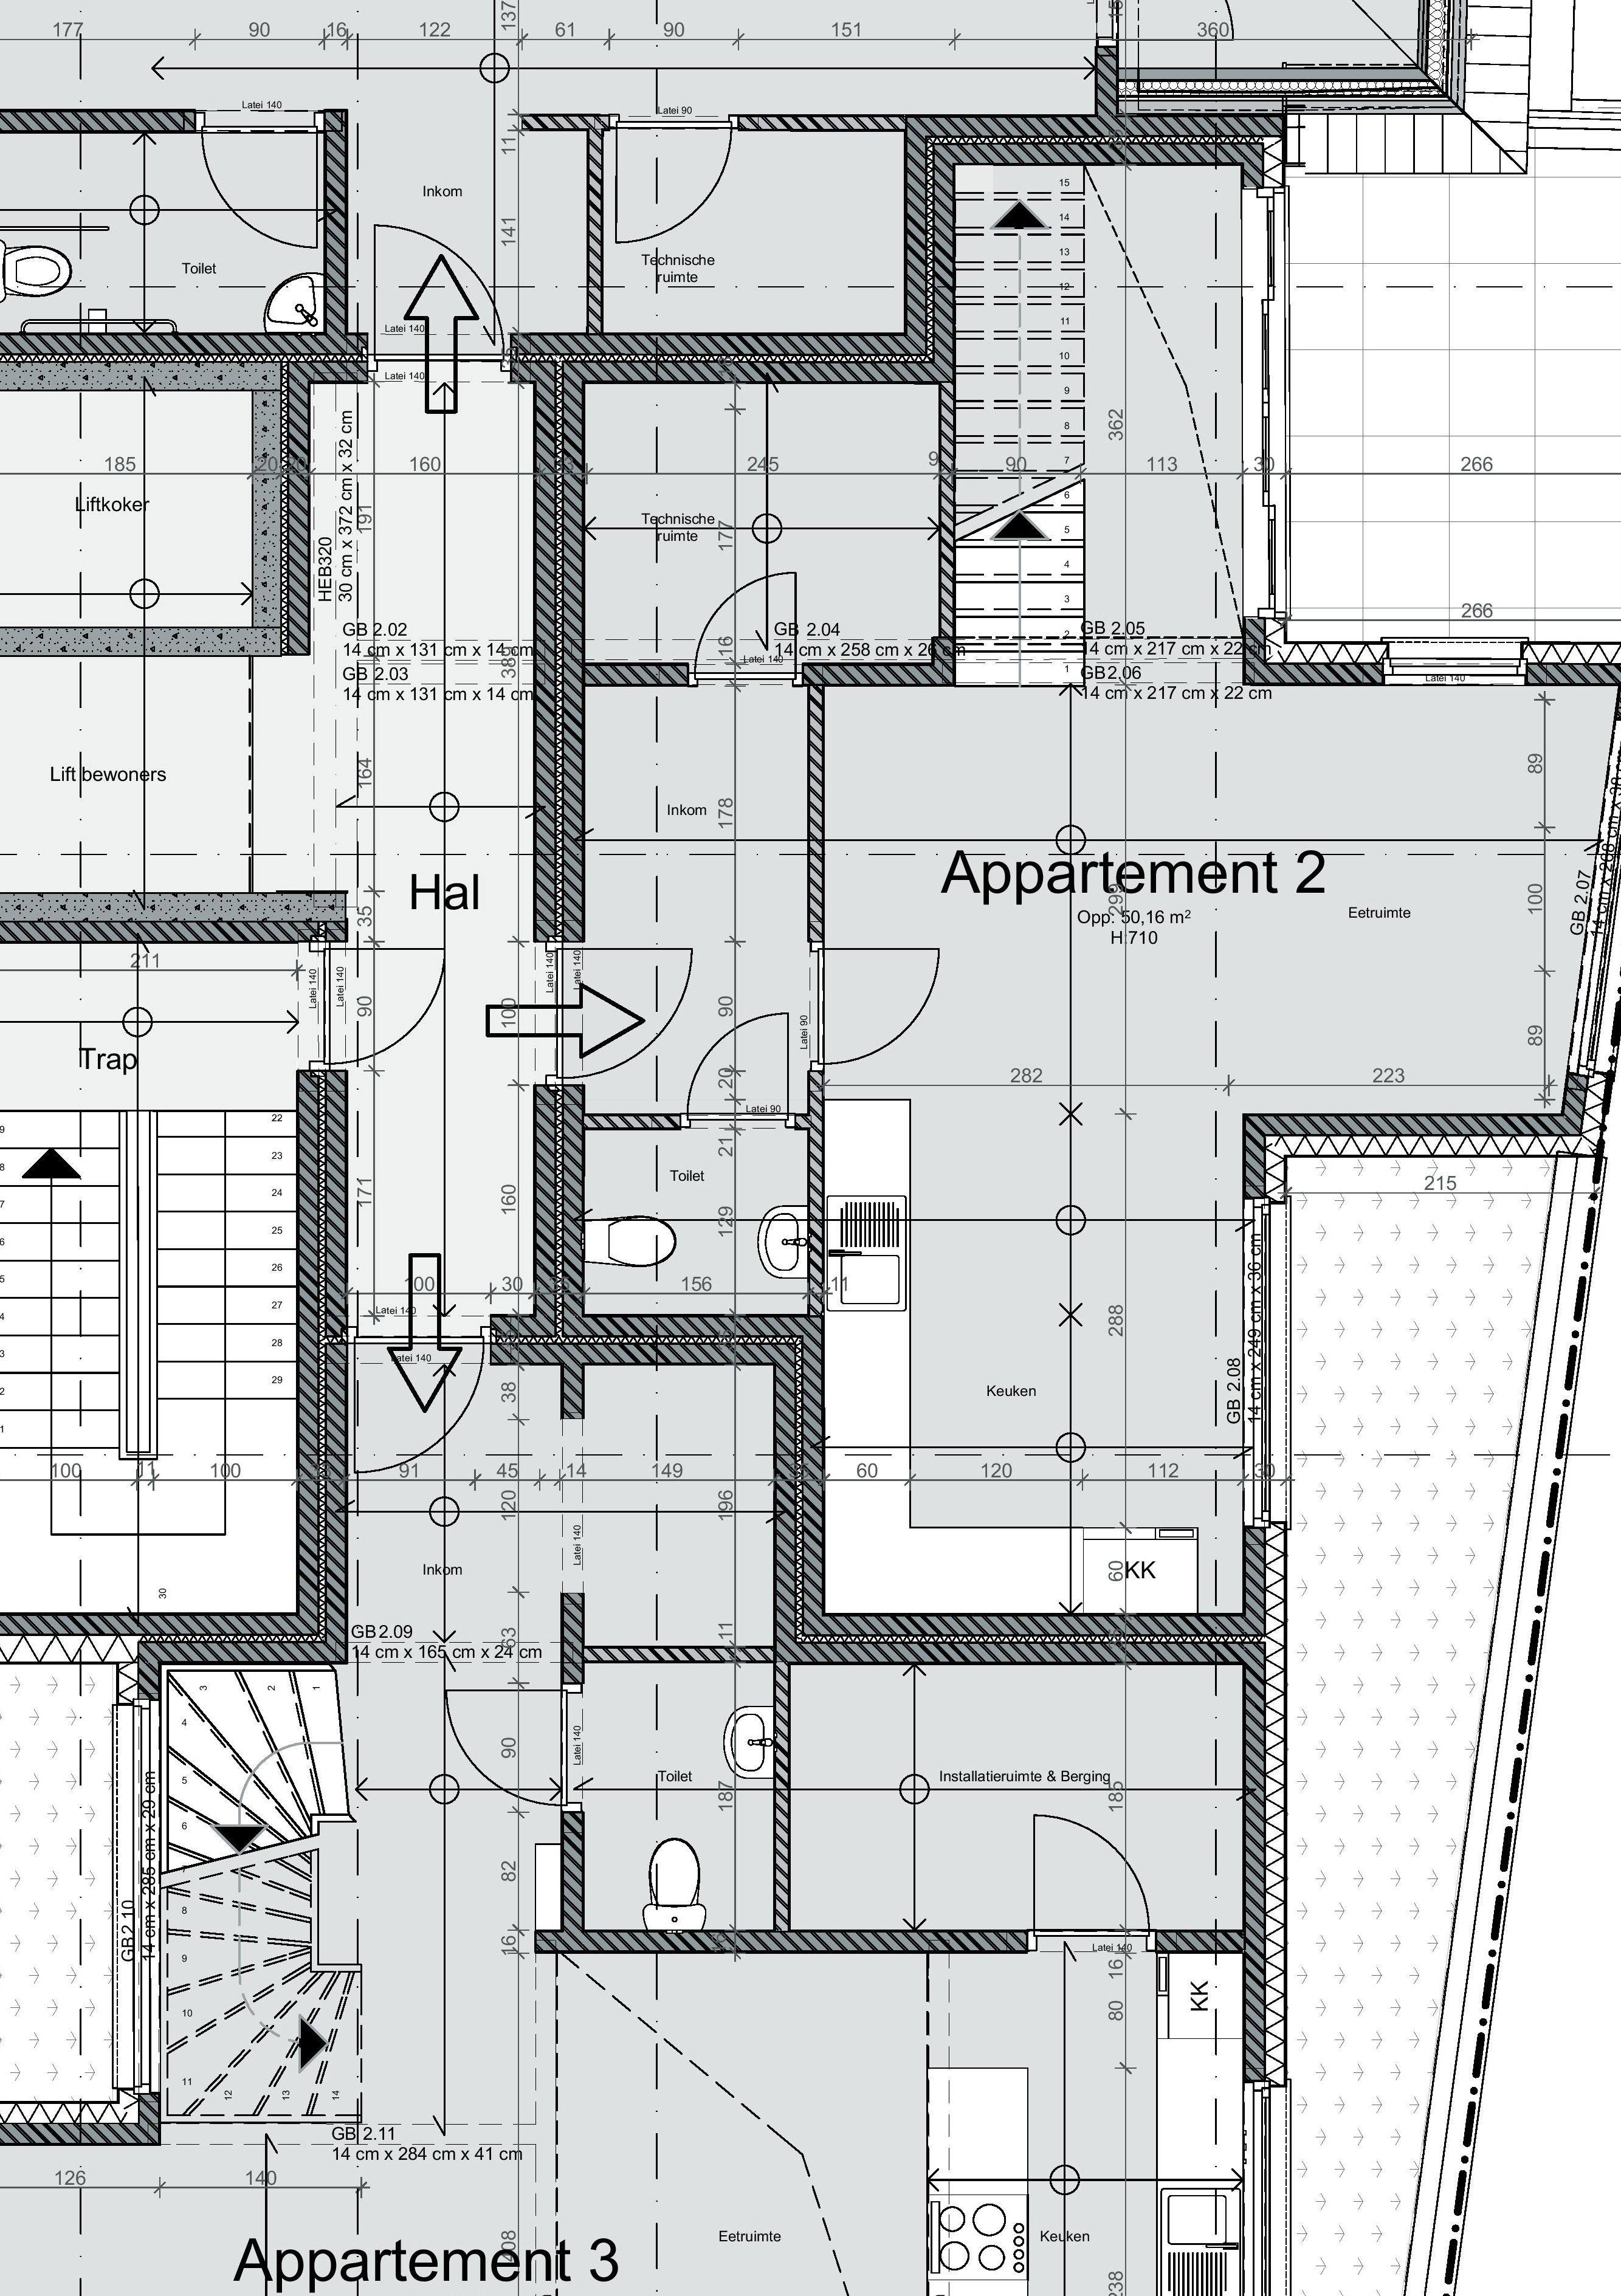 14 cm x 268 cm x 38
GB 2.07
89
100
89
266
266
Latei 140
215
223
Eetruimte
Appartement 2
Opp: 50,16 m²
H.710
14 cm x 249 cm x 36 cm
GB 2.08
30
30
360
113
362
GB 2.05
14 cm x 217 cm x 22 cm
GB2.06
14 cm x 217 cm x 22 cm
299
288
60
112
KK
KK
185
16
80
238
Latei 140
Keuken
Keuken
Installatieruimte & Berging
15
14
13
12
11
10
9
8
7
6
5
4
3
2
1
90
282
120
60
9
GB 2.04
14 cm x 258 cm x 26 cm
151
245
Latei 140
Latei 90
Latei 90
11
177
16
178
90
20
21
129
156
196
11
187
Eetruimte
Technische
ruimte
Technische
ruimte
Inkom
Toilet
Toilet
Latei 90
90
149
61
Latei 140
Latei 140
Latei 140
Latei 140
14
137
11
141
385
100
160
30
38
120
63
90
82
16
408
45
GB 2.02
14 cm x 131 cm x 14 cm
GB 2.03
14 cm x 131 cm x 14 cm
Hal
Inkom
Inkom
122
160
100
91
Latei 140
Latei 140
Latei 140
Latei 140
GB2.09
14 cm x 165 cm x 24 cm
GB 2.11
14 cm x 284 cm x 41 cm
Appartement 3
191
164
35
90
171
30 cm x 372 cm x 32 cm
HEB320
Latei 140
Latei 140
16
90
Latei 140
Toilet
22
23
24
25
26
27
28
29
30
1
2
3
4
5
6
7
8
9
10
11
12
13
14
140
100
11
211
100
14 cm x 285 cm x 29 cm
GB2.10
185
Liftkoker
Lift bewoners
Trap
177
126